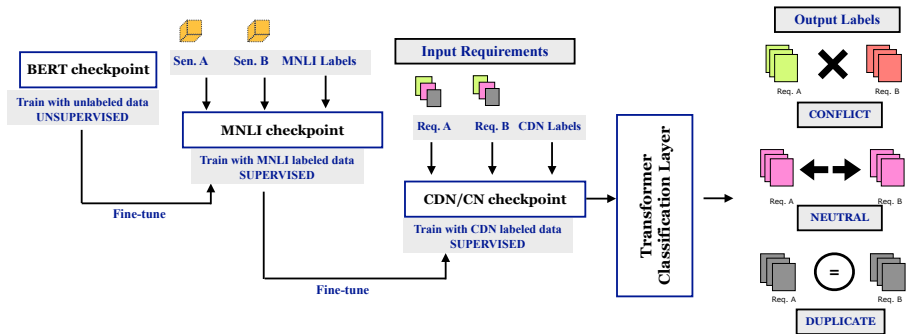 BERT checkpoint
Train with unlabeled data
UNSUPERVISED
Fine-tune
Sen. A
Sen. B
MNLI Labels
MNLI checkpoint
Train with MNLI labeled data
SUPERVISED
Fine-tune
Input Requirements
Req. A
Req. B
CDN Labels
CDN/CN checkpoint
Train with CDN labeled data
SUPERVISED
Transformer
Classification Layer
Output Labels
Req. A
Req. B
CONFLICT
Req. A
Req. B
NEUTRAL
=
Req. A
Req. B
DUPLICATE